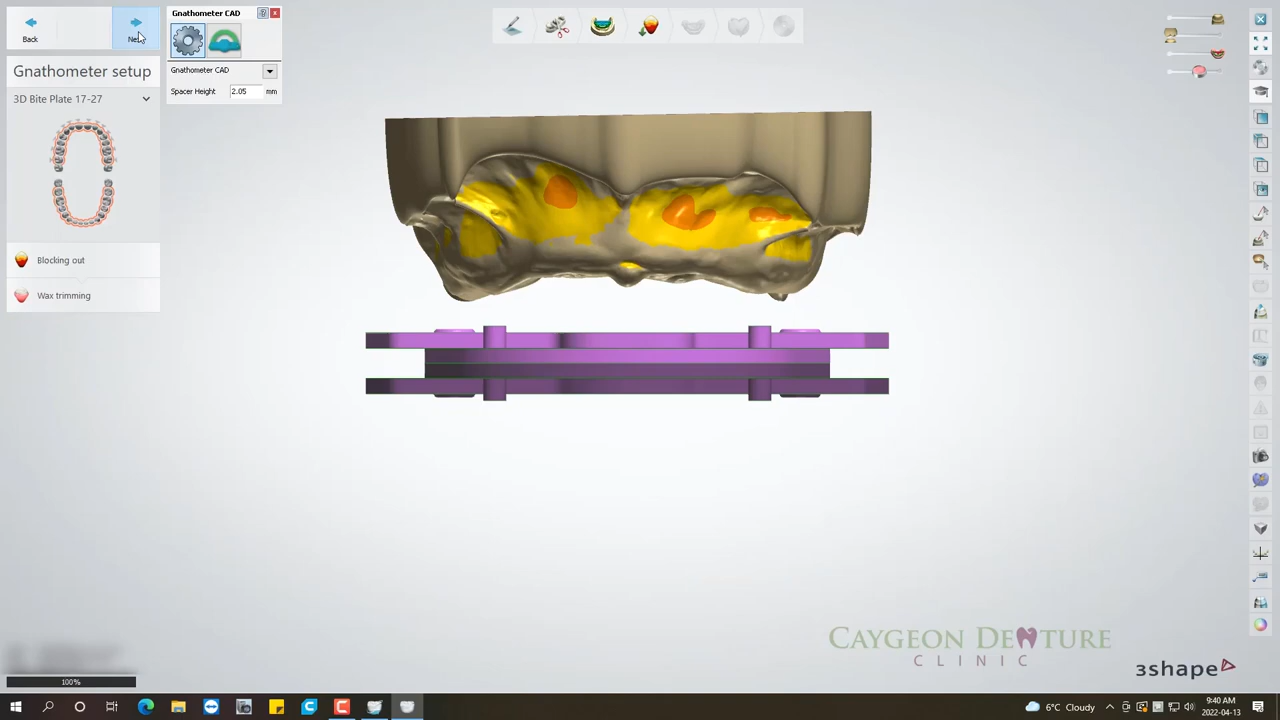 Back
Ne
Gnathometer CAD
Gnathometer CAD
Spacer Height 2.05 mm
Gnathometer setup
3D Bite Plate 17-27
Blocking out
Wax trimming
CAYGEON DENTURE
CLINIC
3shape
100%
6°C Cloudy
9:40 AM
2022-04-13